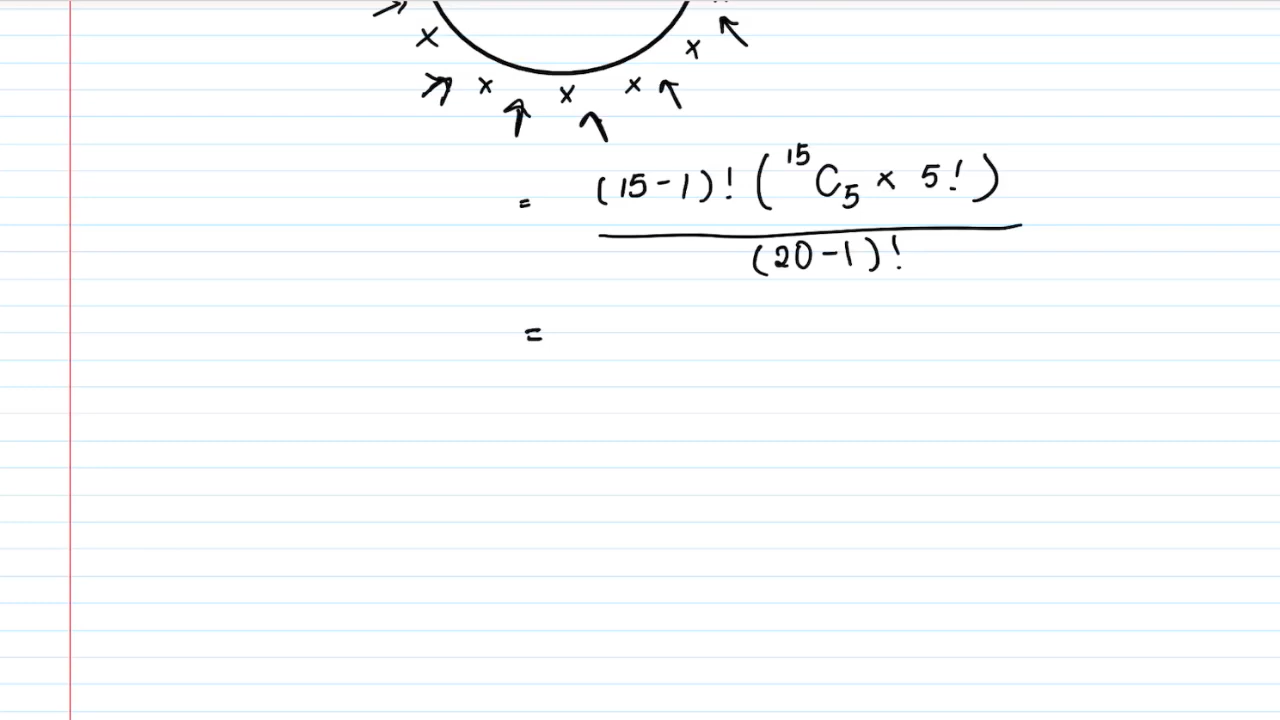 = (15-1)! ( ¹⁵C₅ × 5! )
(20-1)!
=